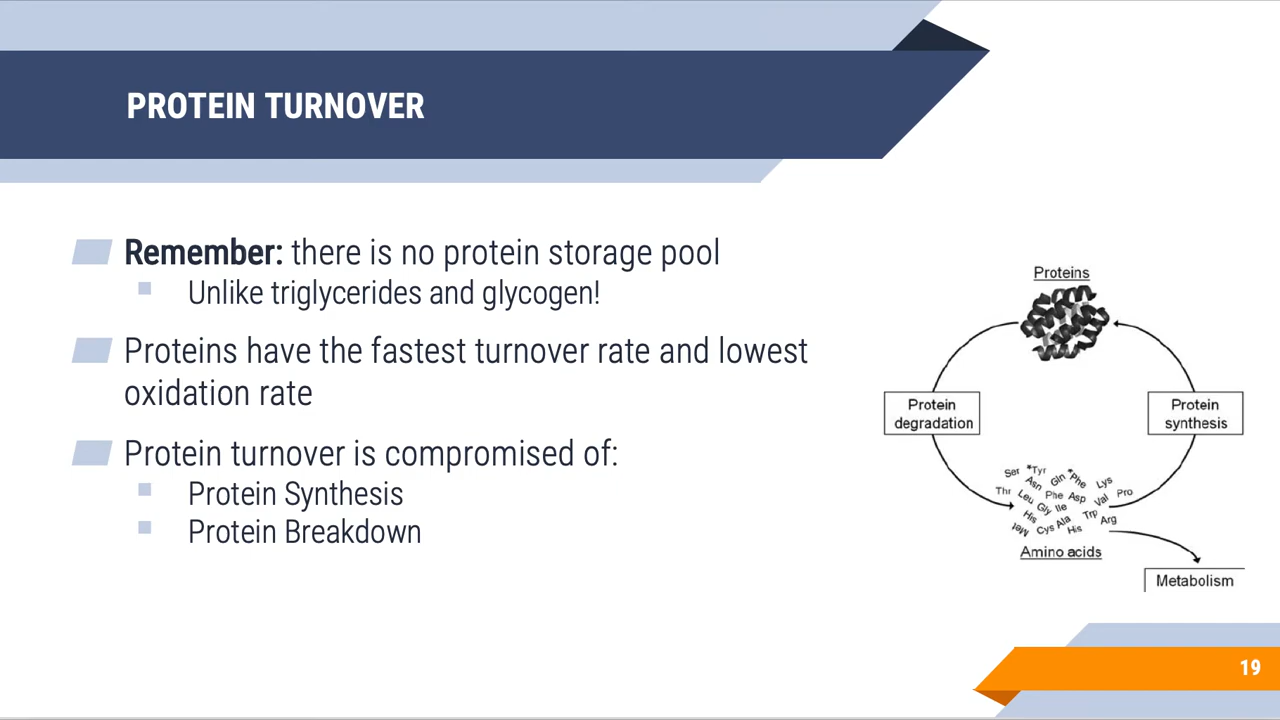 PROTEIN TURNOVER
Remember: there is no protein storage pool
Unlike triglycerides and glycogen!
Proteins have the fastest turnover rate and lowest
oxidation rate
Protein turnover is compromised of:
Protein Synthesis
Protein Breakdown
Proteins
Protein
degradation
Protein
synthesis
Ser *Tyr Gln *Phe Lys
Asn
Thr Leu Phe Asp Val Pro
Gly Ile
His Trp Arg
Met Cys Ala His
Amino acids
Metabolism
19